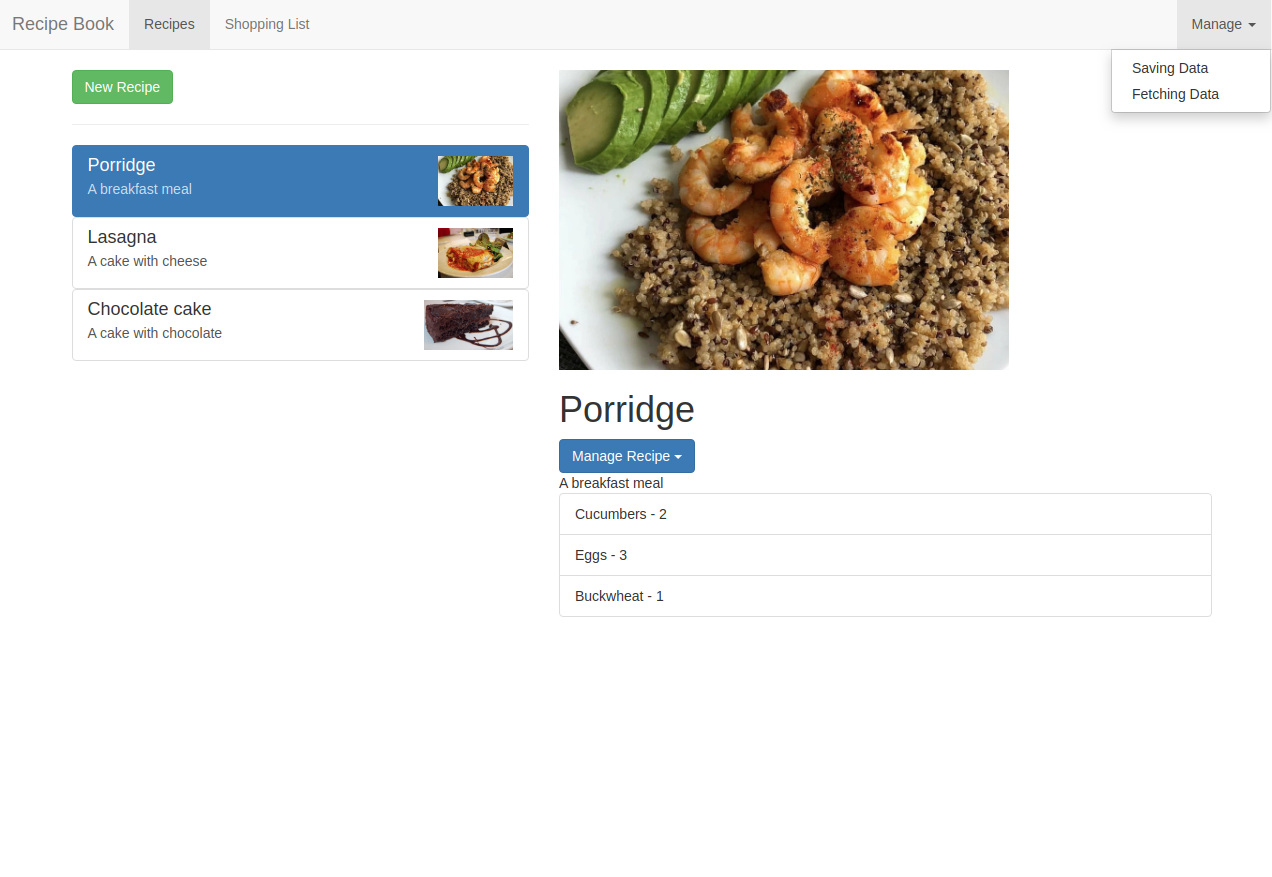 Recipe Book
Recipes
Shopping List
Manage
Saving Data
Fetching Data
New Recipe
Porridge
A breakfast meal
Lasagna
A cake with cheese
Chocolate cake
A cake with chocolate
Porridge
Manage Recipe
A breakfast meal
Cucumbers - 2
Eggs - 3
Buckwheat - 1